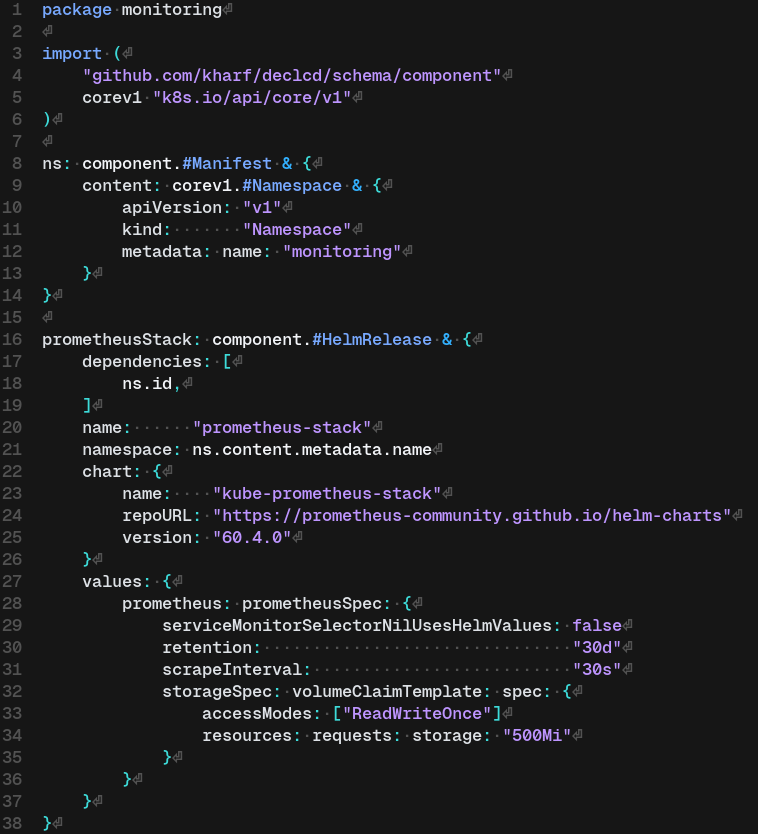 1 package monitoring
2
3 import (
4     "github.com/kharf/declcd/schema/component"
5     corev1 "k8s.io/api/core/v1"
6 )
7
8 ns: component.#Manifest & {
9     content: corev1.#Namespace & {
10         apiVersion: "v1"
11         kind:       "Namespace"
12         metadata: name: "monitoring"
13     }
14 }
15
16 prometheusStack: component.#HelmRelease & {
17     dependencies: [
18         ns.id,
19     ]
20     name:      "prometheus-stack"
21     namespace: ns.content.metadata.name
22     chart: {
23         name:    "kube-prometheus-stack"
24         repoURL: "https://prometheus-community.github.io/helm-charts"
25         version: "60.4.0"
26     }
27     values: {
28         prometheus: prometheusSpec: {
29             serviceMonitorSelectorNilUsesHelmValues: false
30             retention:                               "30d"
31             scrapeInterval:                          "30s"
32             storageSpec: volumeClaimTemplate: spec: {
33                 accessModes: ["ReadWriteOnce"]
34                 resources: requests: storage: "500Mi"
35             }
36         }
37     }
38 }